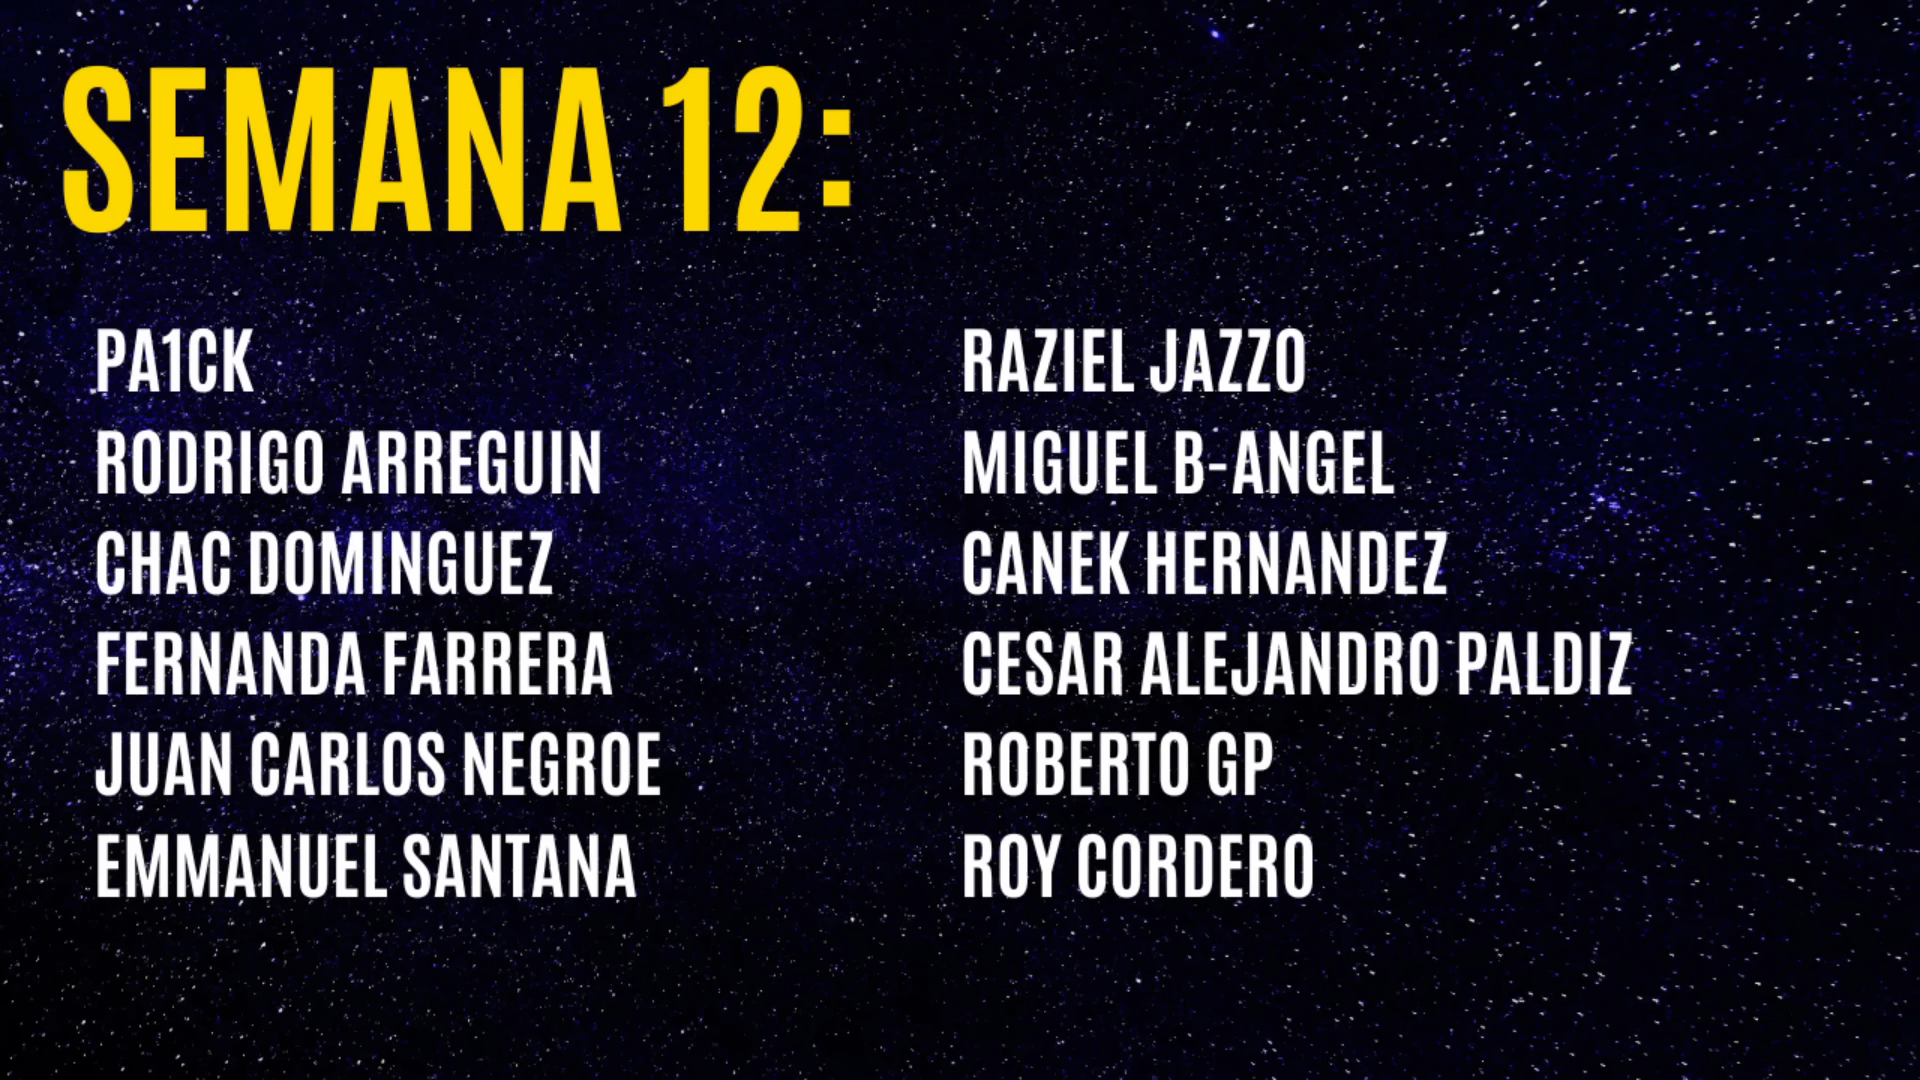 SEMANA 12:
PA1CK
RODRIGO ARREGUIN
CHAC DOMINGUEZ
FERNANDA FARRERA
JUAN CARLOS NEGROE
EMMANUEL SANTANA
RAZIEL JAZZO
MIGUEL B-ANGEL
CANEK HERNANDEZ
CESAR ALEJANDRO PALDIZ
ROBERTO GP
ROY CORDERO